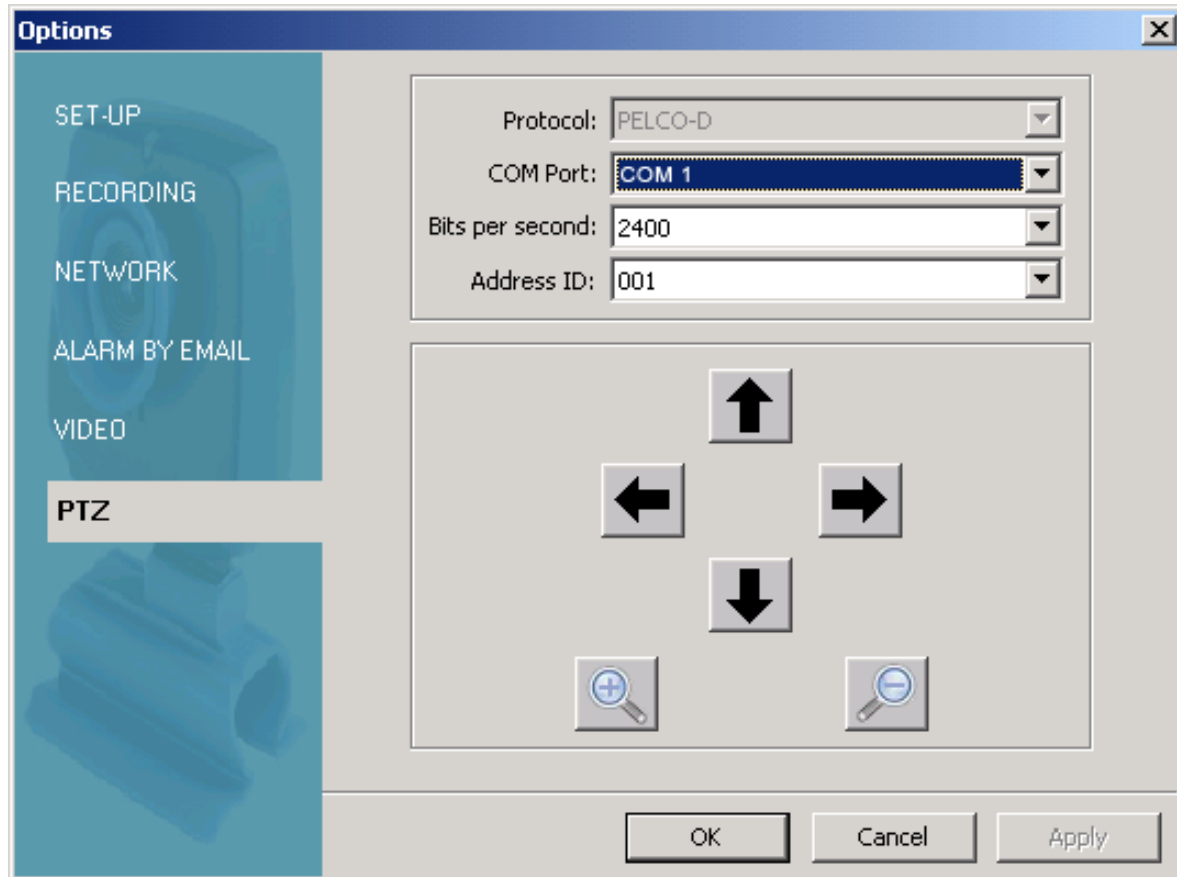 Options
SET-UP
RECORDING
NETWORK
ALARM BY EMAIL
VIDEO
PTZ
Protocol: PELCO-D
COM Port: COM 1
Bits per second: 2400
Address ID: 001
OK Cancel Apply